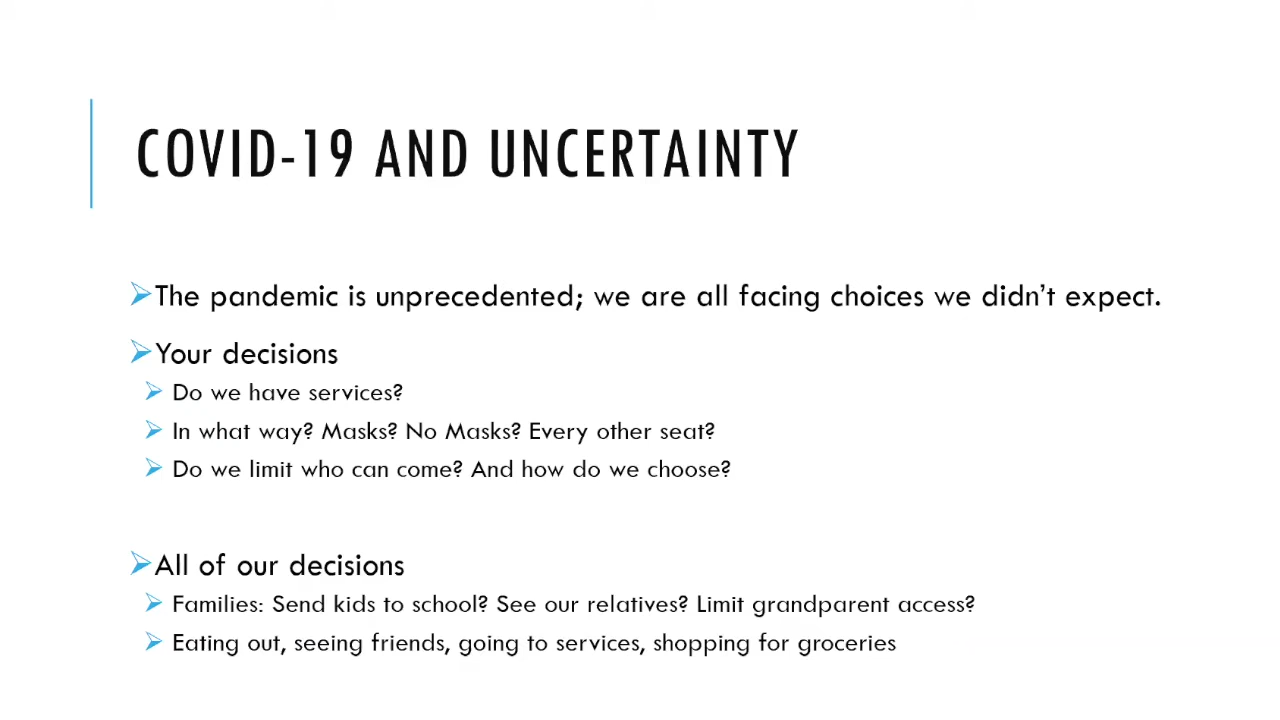 COVID-19 AND UNCERTAINTY
The pandemic is unprecedented; we are all facing choices we didn't expect.
Your decisions
Do we have services?
In what way? Masks? No Masks? Every other seat?
Do we limit who can come? And how do we choose?
All of our decisions
Families: Send kids to school? See our relatives? Limit grandparent access?
Eating out, seeing friends, going to services, shopping for groceries